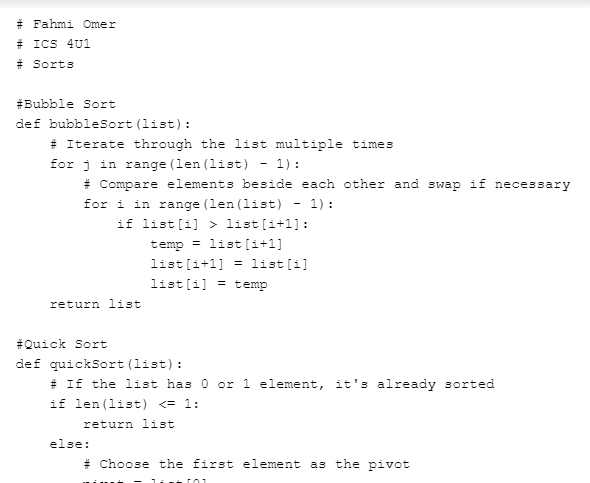 # Fahmi Omer
# ICS 4U1
# Sorts
#Bubble Sort
def bubbleSort(list):
# Iterate through the list multiple times
for j in range(len(list) - 1):
# Compare elements beside each other and swap if necessary
for i in range(len(list) - 1):
if list[i] > list[i+1]:
temp = list[i+1]
list[i+1] = list[i]
list[i] = temp
return list
#Quick Sort
def quickSort(list):
# If the list has 0 or 1 element, it's already sorted
if len(list) <= 1:
return list
else:
# Choose the first element as the pivot